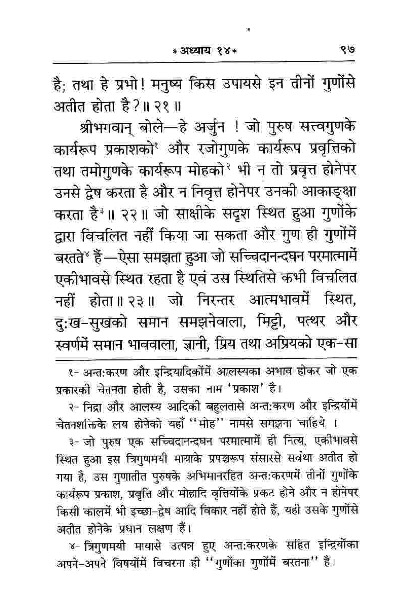 *अध्याय १४* ९७
है; तथा हे प्रभो! मनुष्य किस उपायसे इन तीनों गुणोंसे
अतीत होता है?॥२१॥
श्रीभगवान् बोले—हे अर्जुन ! जो पुरुष सत्त्वगुणके
कार्यरूप प्रकाशको१ और रजोगुणके कार्यरूप प्रवृत्तिको
तथा तमोगुणके कार्यरूप मोहको२ भी न तो प्रवृत्त होनेपर
उनसे द्वेष करता है और न निवृत्त होनेपर उनकी आकाङ्क्षा
करता है३॥ २२॥ जो साक्षीके सदृश स्थित हुआ गुणोंके
द्वारा विचलित नहीं किया जा सकता और गुण ही गुणोंमें
बरतते४ हैं—ऐसा समझता हुआ जो सच्चिदानन्दघन परमात्मामें
एकीभावसे स्थित रहता है एवं उस स्थितिसे कभी विचलित
नहीं होता॥२३॥ जो निरन्तर आत्मभावमें स्थित,
दुःख-सुखको समान समझनेवाला, मिट्टी, पत्थर और
स्वर्णमें समान भाववाला, ज्ञानी, प्रिय तथा अप्रियको एक-सा
१- अन्तःकरण और इन्द्रियादिकोंमें आलस्यका अभाव होकर जो एक
प्रकारकी चेतनता होती है, उसका नाम 'प्रकाश' है।
२- निद्रा और आलस्य आदिकी बहुलतासे अन्तःकरण और इन्द्रियोंमें
चेतनशक्तिके लय होनेको यहाँ "मोह" नामसे समझना चाहिये ।
३- जो पुरुष एक सच्चिदानन्दघन परमात्मामें ही नित्य, एकीभावसे
स्थित हुआ इस त्रिगुणमयी मायाके प्रपञ्चरूप संसारसे सर्वथा अतीत हो
गया है, उस गुणातीत पुरुषके अभिमानरहित अन्तःकरणमें तीनों गुणोंके
कार्यरूप प्रकाश, प्रवृत्ति और मोहादि वृत्तियोंके प्रकट होने और न होनेपर
किसी कालमें भी इच्छा-द्वेष आदि विकार नहीं होते हैं, यही उसके गुणोंसे
अतीत होनेके प्रधान लक्षण हैं।
४- त्रिगुणमयी मायासे उत्पन्न हुए अन्तःकरणके सहित इन्द्रियोंका
अपने-अपने विषयोंमें विचरना ही "गुणोंका गुणोंमें बरतना" है।